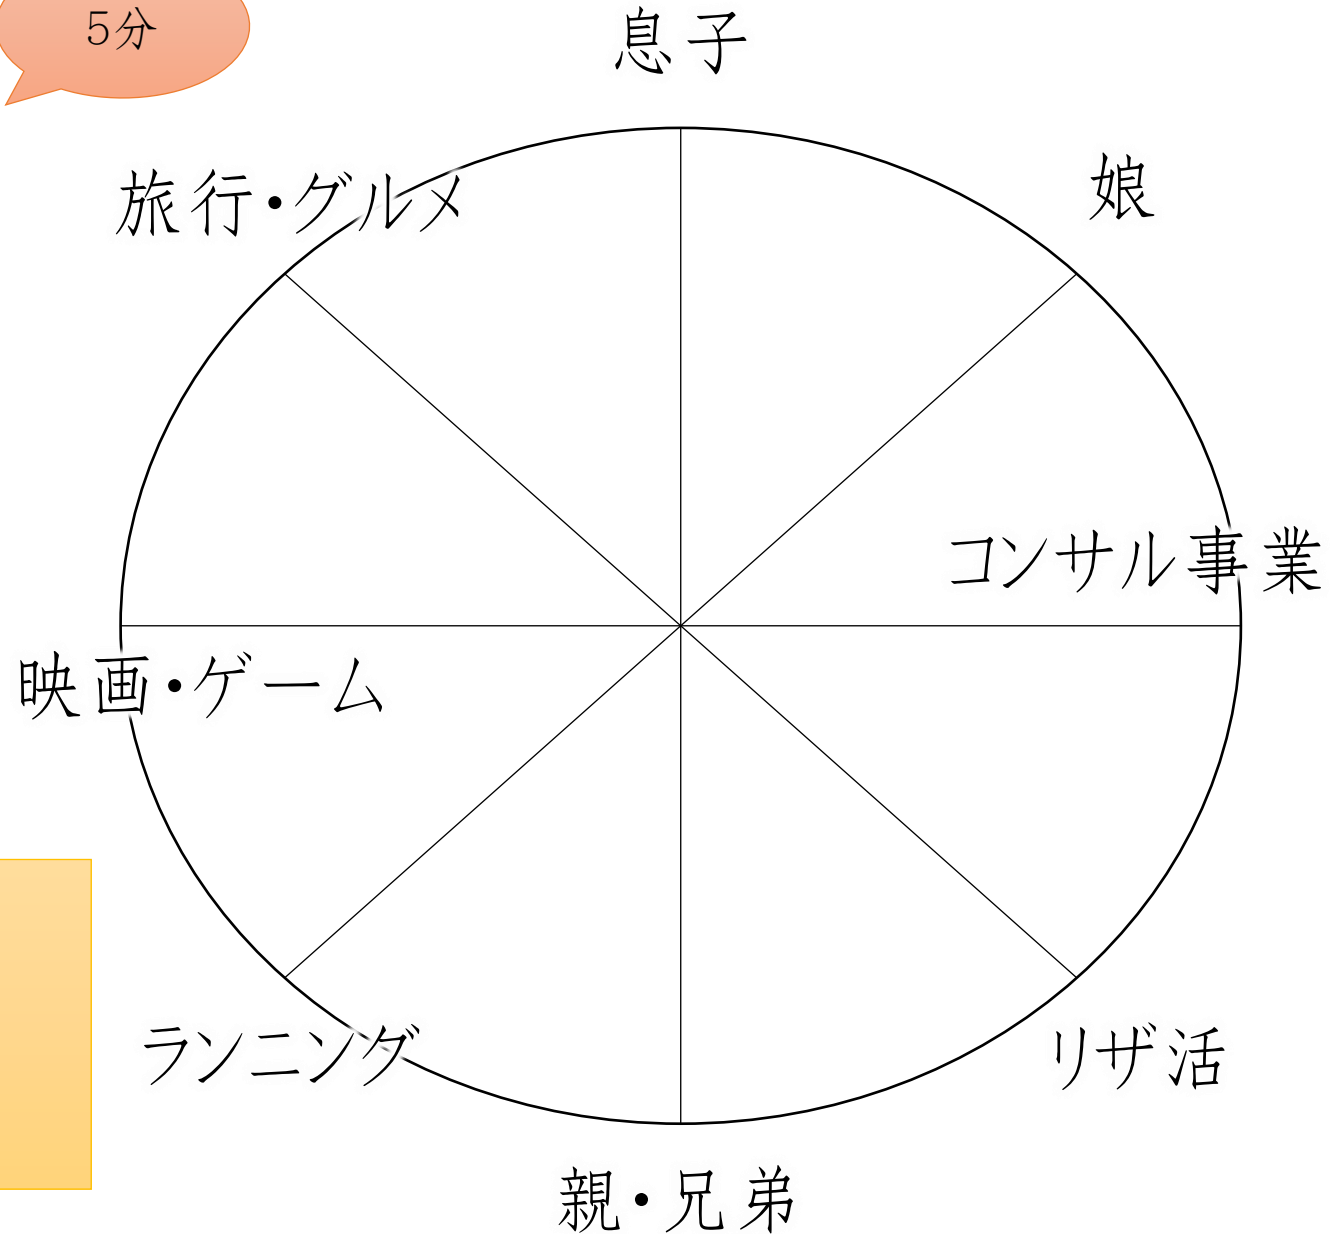 5分
息子
旅行・グルメ
娘
コンサル事業
映画・ゲーム
ランニング
リザ活
親・兄弟